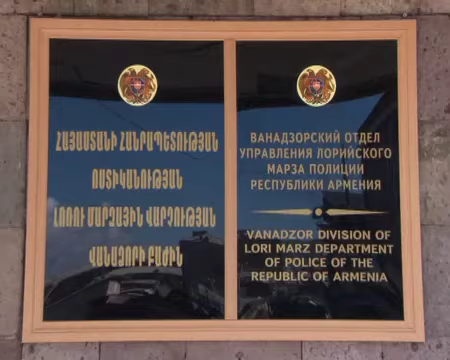 ՀԱՅԱՍՏԱՆԻ ՀԱՆՐԱՊԵՏՈՒԹՅԱՆ
ՈՍՏԻԿԱՆՈՒԹՅԱՆ
ԼՈՌՈՒ ՄԱՐԶԱՅԻՆ ՎԱՐՉՈՒԹՅԱՆ
ՎԱՆԱՁՈՐԻ ԲԱԺԻՆ
ВАНАДЗОРСКИЙ ОТДЕЛ
УПРАВЛЕНИЯ ЛОРИЙСКОГО
МАРЗА ПОЛИЦИИ
РЕСПУБЛИКИ АРМЕНИЯ
VANADZOR DIVISION OF
LORI MARZ DEPARTMENT
OF POLICE OF THE
REPUBLIC OF ARMENIA